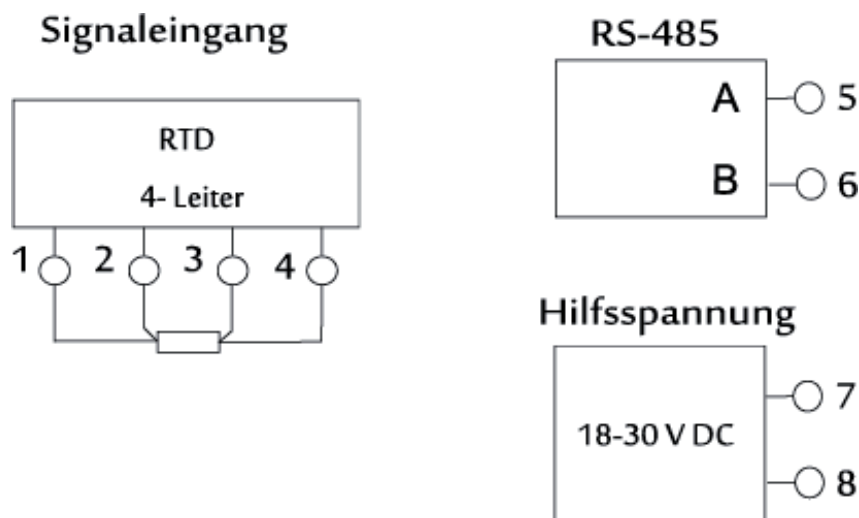 Signaleingang
RTD
4- Leiter
1
2
3
4
RS-485
A
5
B
6
Hilfsspannung
18-30 V DC
7
8